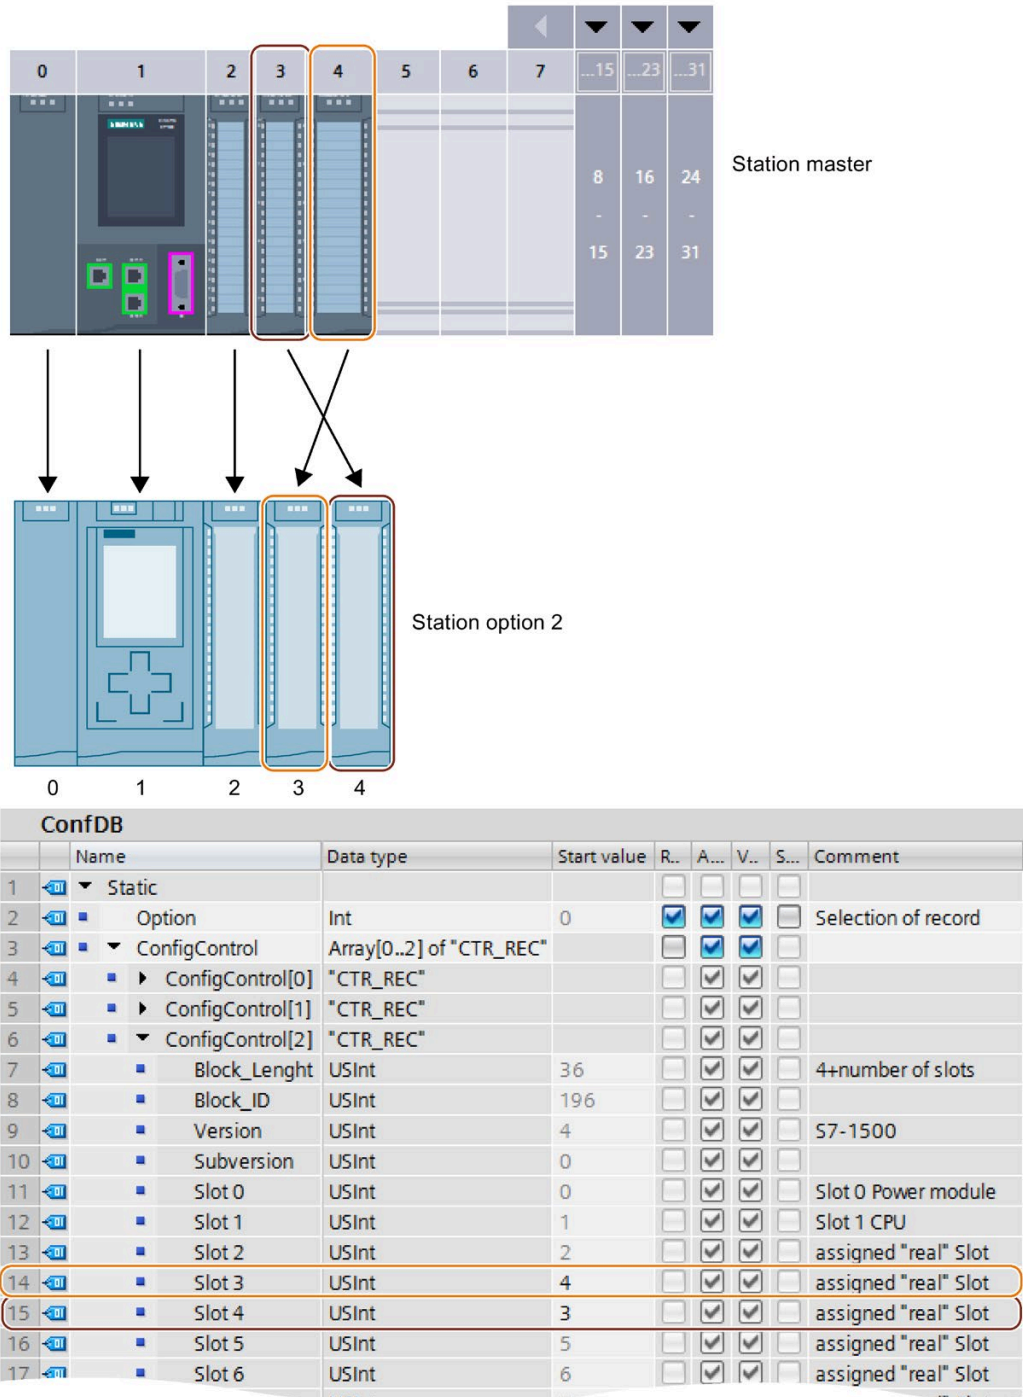 0 1 2 3 4 5 6 7 ...15 ...23 ...31
SIEMENS
8 16 24
- - -
15 23 31
Station master
Station option 2
0 1 2 3 4
ConfDB
Name Data type Start value R.. A... V.. S... Comment
1 Static
2 Option Int 0 Selection of record
3 ConfigControl Array[0..2] of "CTR_REC"
4 ConfigControl[0] "CTR_REC"
5 ConfigControl[1] "CTR_REC"
6 ConfigControl[2] "CTR_REC"
7 Block_Lenght USInt 36 4+number of slots
8 Block_ID USInt 196
9 Version USInt 4 S7-1500
10 Subversion USInt 0
11 Slot 0 USInt 0 Slot 0 Power module
12 Slot 1 USInt 1 Slot 1 CPU
13 Slot 2 USInt 2 assigned "real" Slot
14 Slot 3 USInt 4 assigned "real" Slot
15 Slot 4 USInt 3 assigned "real" Slot
16 Slot 5 USInt 5 assigned "real" Slot
17 Slot 6 USInt 6 assigned "real" Slot